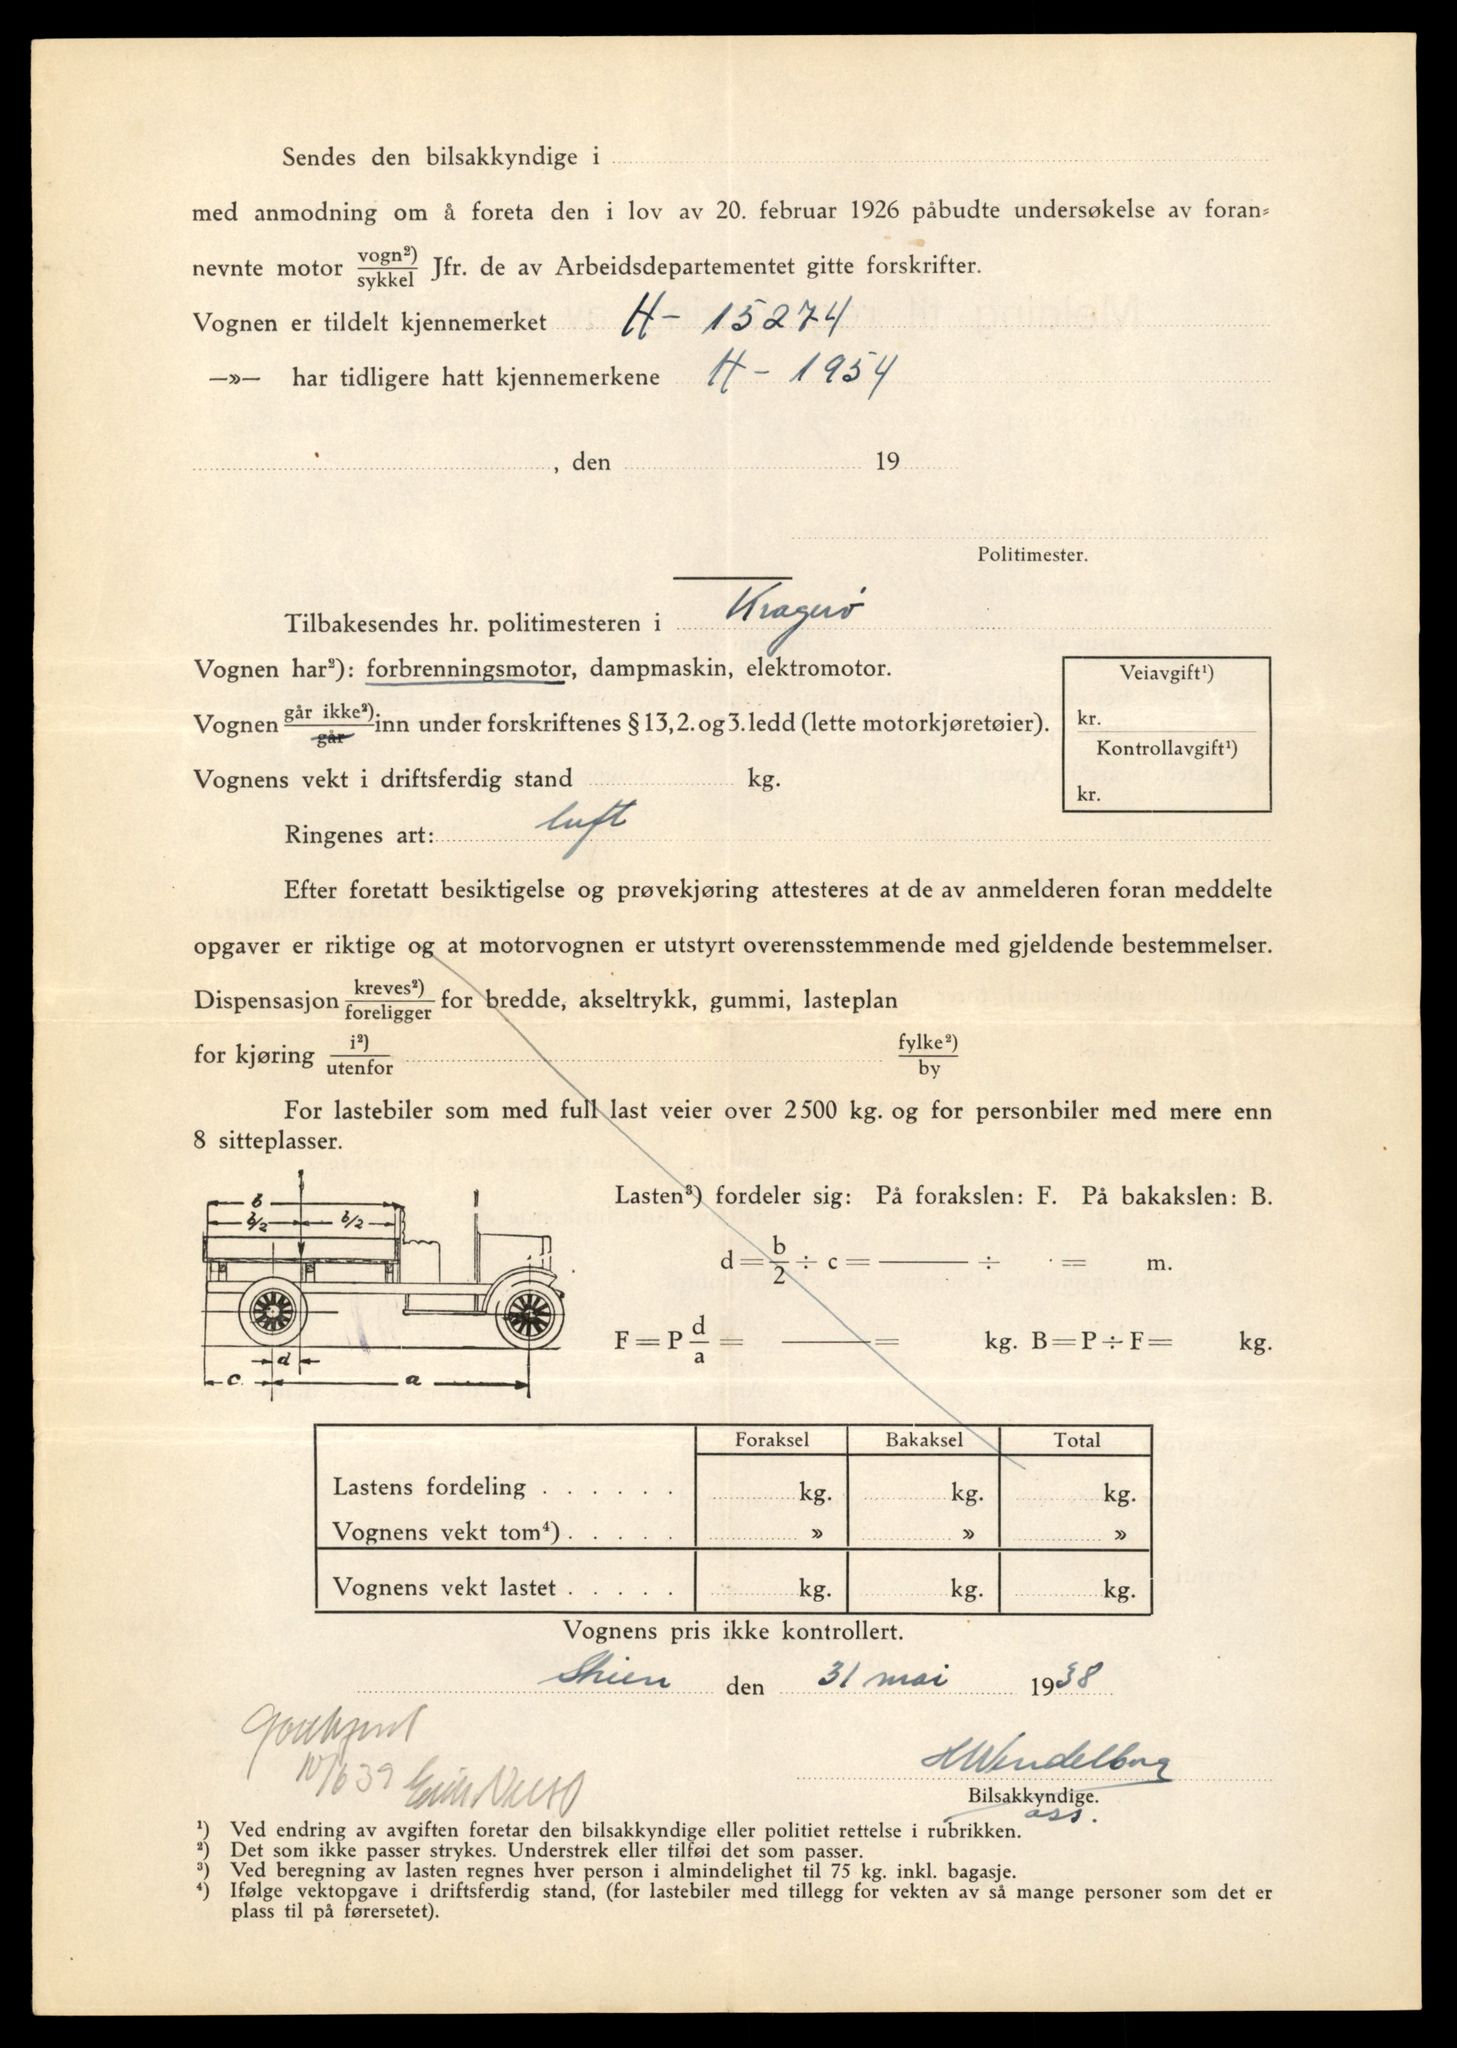 Sendes den bilsakkyndige i
med anmodning om å foreta den i lov av 20. februar 1926 påbudte undersøkelse av foran=
nevnte motor vogn²)/sykkel Jfr. de av Arbeidsdepartementet gitte forskrifter.
Vognen er tildelt kjennemerket H- 15274
—»— har tidligere hatt kjennemerkene H- 1954
, den 19
Politimester.
Tilbakesendes hr. politimesteren i Kragerø
Vognen har²): forbrenningsmotor, dampmaskin, elektromotor.
Veiavgift¹)
kr.
Kontrollavgift¹)
kr.
Vognen går ikke²)/går inn under forskriftenes § 13, 2. og 3. ledd (lette motorkjøretøier).
Vognens vekt i driftsferdig stand kg.
Ringenes art: luft
Efter foretatt besiktigelse og prøvekjøring attesteres at de av anmelderen foran meddelte
opgaver er riktige og at motorvognen er utstyrt overensstemmende med gjeldende bestemmelser.
Dispensasjon kreves²)/foreligger for bredde, akseltrykk, gummi, lasteplan
for kjøring i²)/utenfor fylke²)/by
For lastebiler som med full last veier over 2500 kg. og for personbiler med mere enn
8 sitteplasser.
b
b/2 b/2
d
c a
Lasten³) fordeler sig: På forakslen: F. På bakakslen: B.
d = b/2 ÷ c = ——— ÷ · = m.
F = P d/a = ——— = kg. B = P ÷ F = kg.
Foraksel Bakaksel Total
Lastens fordeling . . . . . . kg. kg. kg.
Vognens vekt tom⁴) . . . . . » » »
Vognens vekt lastet . . . . . kg. kg. kg.
Vognens pris ikke kontrollert.
Skien den 31 mai 1938
Godkjent
10/6 39
HWendelborg
Bilsakkyndige.
ass.
¹) Ved endring av avgiften foretar den bilsakkyndige eller politiet rettelse i rubrikken.
²) Det som ikke passer strykes. Understrek eller tilføi det som passer.
³) Ved beregning av lasten regnes hver person i almindelighet til 75 kg. inkl. bagasje.
⁴) Ifølge vektopgave i driftsferdig stand, (for lastebiler med tillegg for vekten av så mange personer som det er
plass til på førersetet).